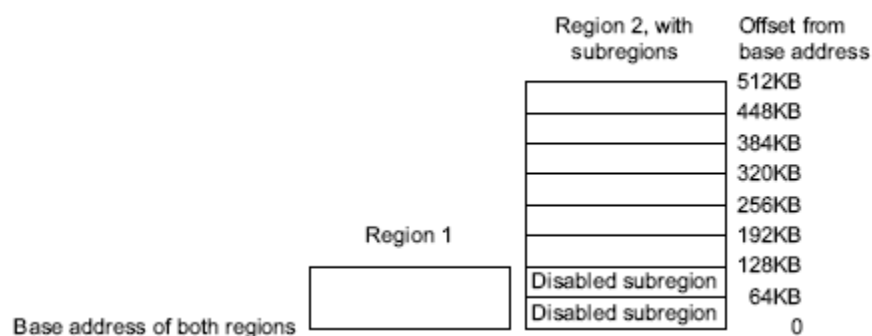 Region 2, with
subregions
Offset from
base address
512KB
448KB
384KB
320KB
256KB
Region 1
192KB
128KB
Disabled subregion
64KB
Disabled subregion
Base address of both regions
0